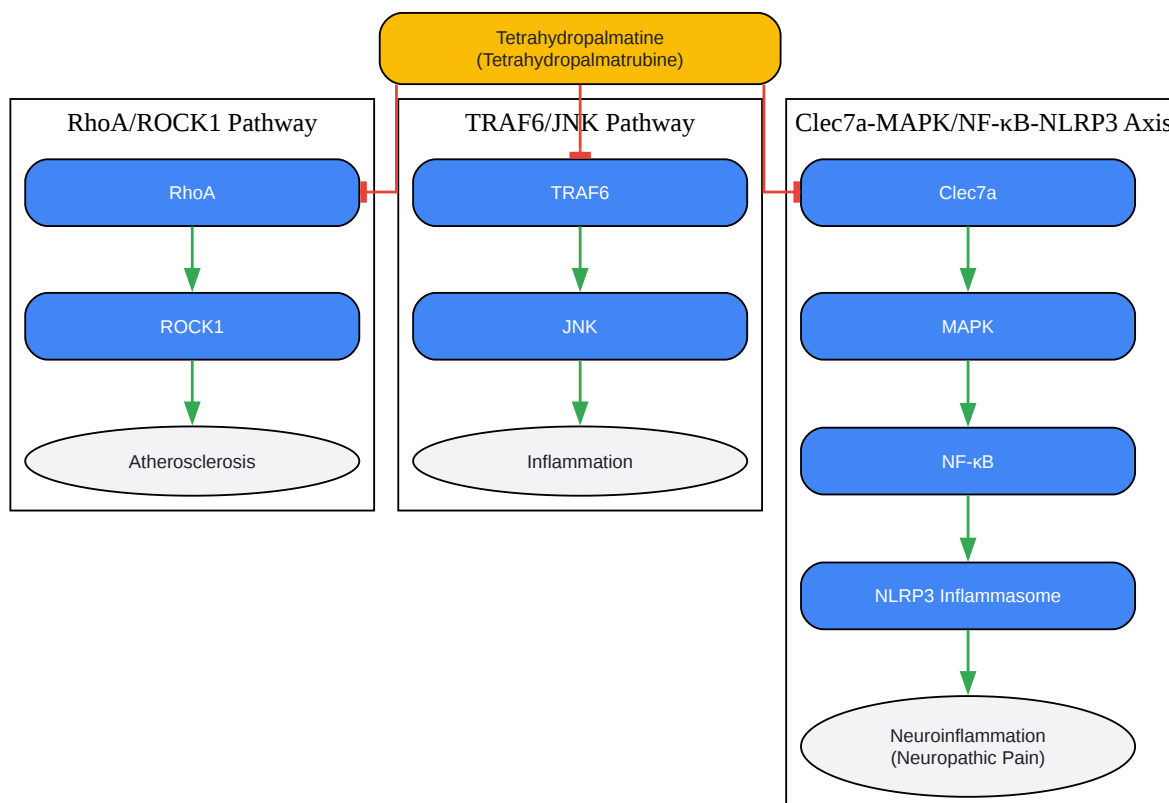 Tetrahydropalmatine
(Tetrahydropalmatrubine)
RhoA/ROCK1 Pathway
RhoA
ROCK1
Atherosclerosis
TRAF6/JNK Pathway
TRAF6
JNK
Inflammation
Clec7a-MAPK/NF-κB-NLRP3 Axis
Clec7a
MAPK
NF-κB
NLRP3 Inflammasome
Neuroinflammation
(Neuropathic Pain)